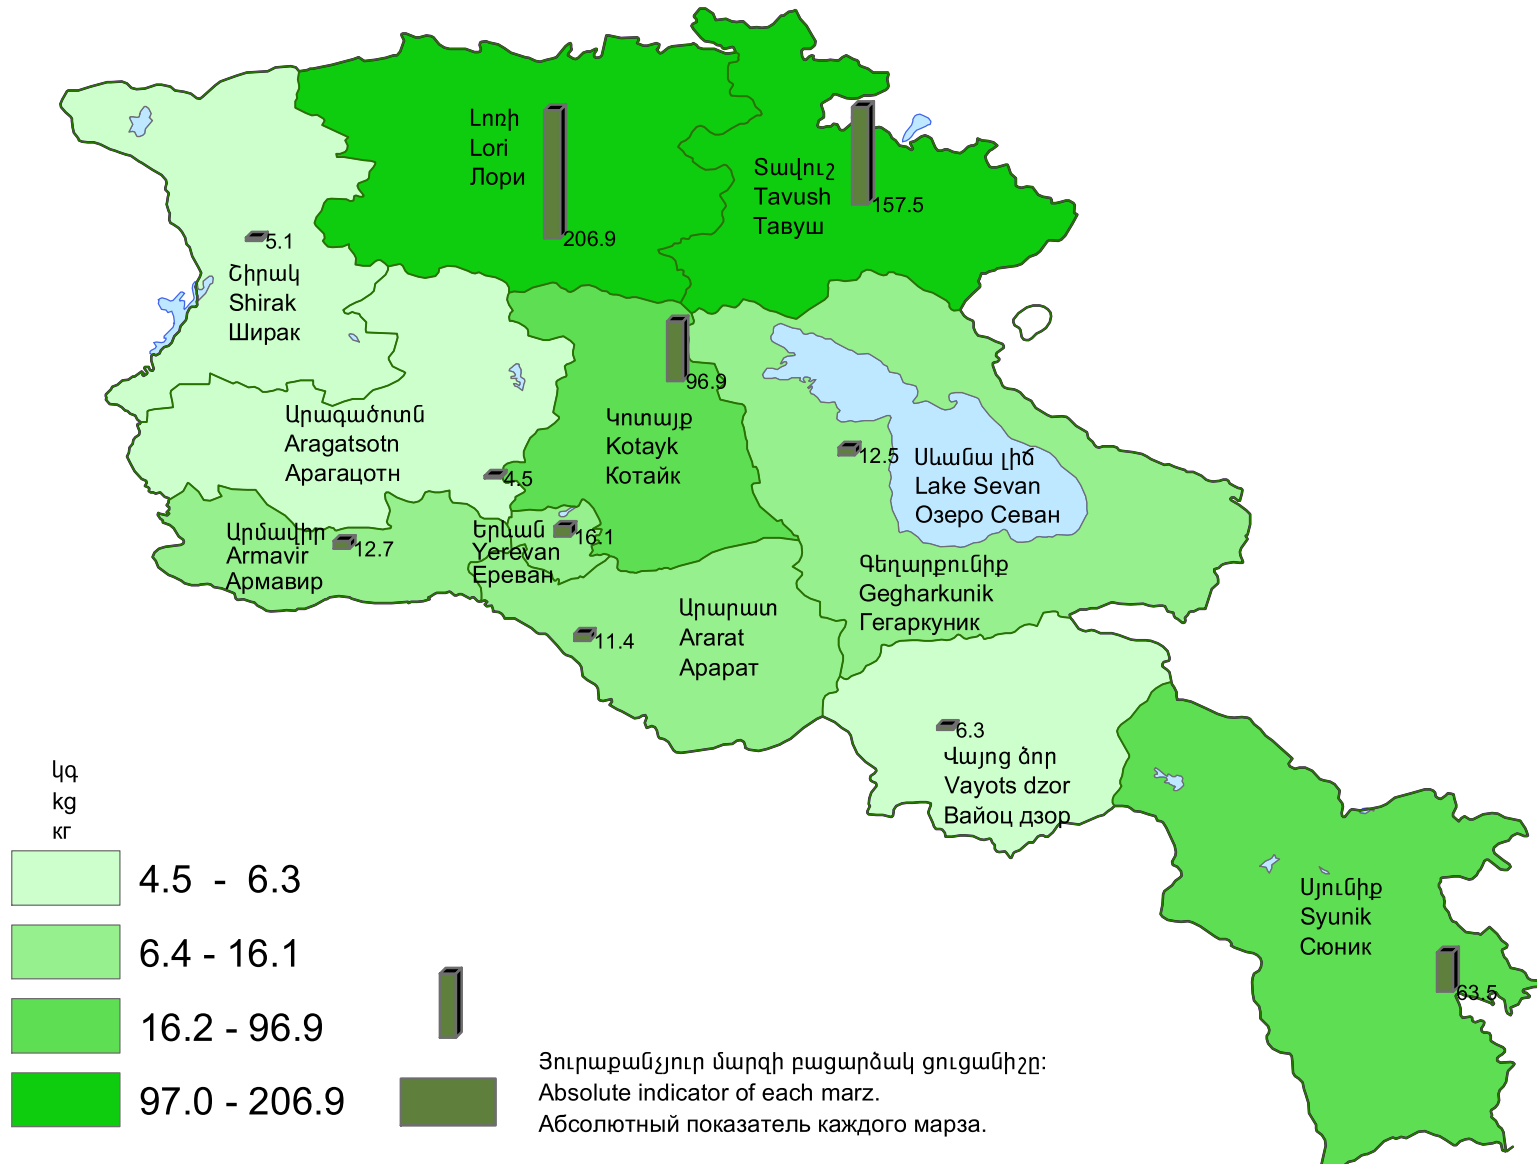 Լոռի
Lori
Лори
206.9
Տավուշ
Tavush
Тавуш
157.5
5.1
Շիրակ
Shirak
Ширак
96.9
Արագածոտն
Aragatsotn
Арагацотн
4.5
Կոտայք
Kotayk
Котайк
12.5
Սևանա լիճ
Lake Sevan
Озеро Севан
Արմավիր
Armavir
Армавир
12.7
Երևան
Yerevan
Ереван
16.1
Գեղարքունիք
Gegharkunik
Гегаркуник
11.4
Արարատ
Ararat
Арарат
6.3
Վայոց ձոր
Vayots dzor
Вайоц дзор
Սյունիք
Syunik
Сюник
63.5
կգ
kg
кг
4.5 - 6.3
6.4 - 16.1
16.2 - 96.9
97.0 - 206.9
Յուրաքանչյուր մարզի բացարձակ ցուցանիշը:
Absolute indicator of each marz.
Абсолютный показатель каждого марза.